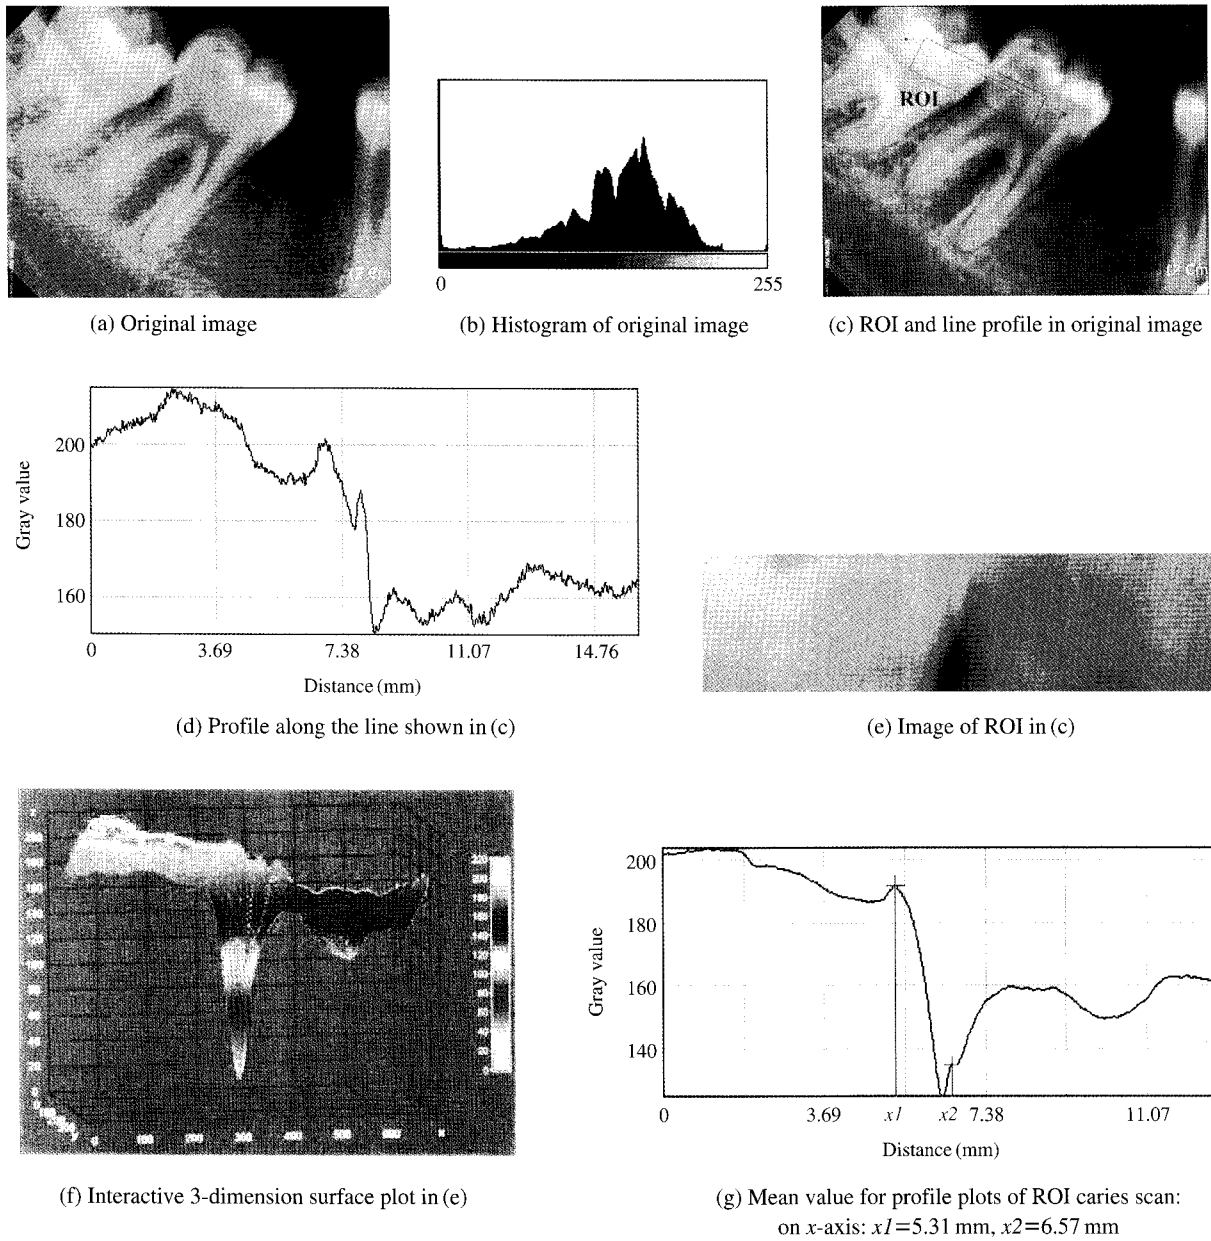 ROI
0 255
(a) Original image
(b) Histogram of original image
(c) ROI and line profile in original image
Gray value
200
180
160
0 3.69 7.38 11.07 14.76
Distance (mm)
(d) Profile along the line shown in (c)
(e) Image of ROI in (c)
(f) Interactive 3-dimension surface plot in (e)
Gray value
200
180
160
140
0 3.69 x1 x2 7.38 11.07
Distance (mm)
(g) Mean value for profile plots of ROI caries scan:
on x-axis: x1=5.31 mm, x2=6.57 mm